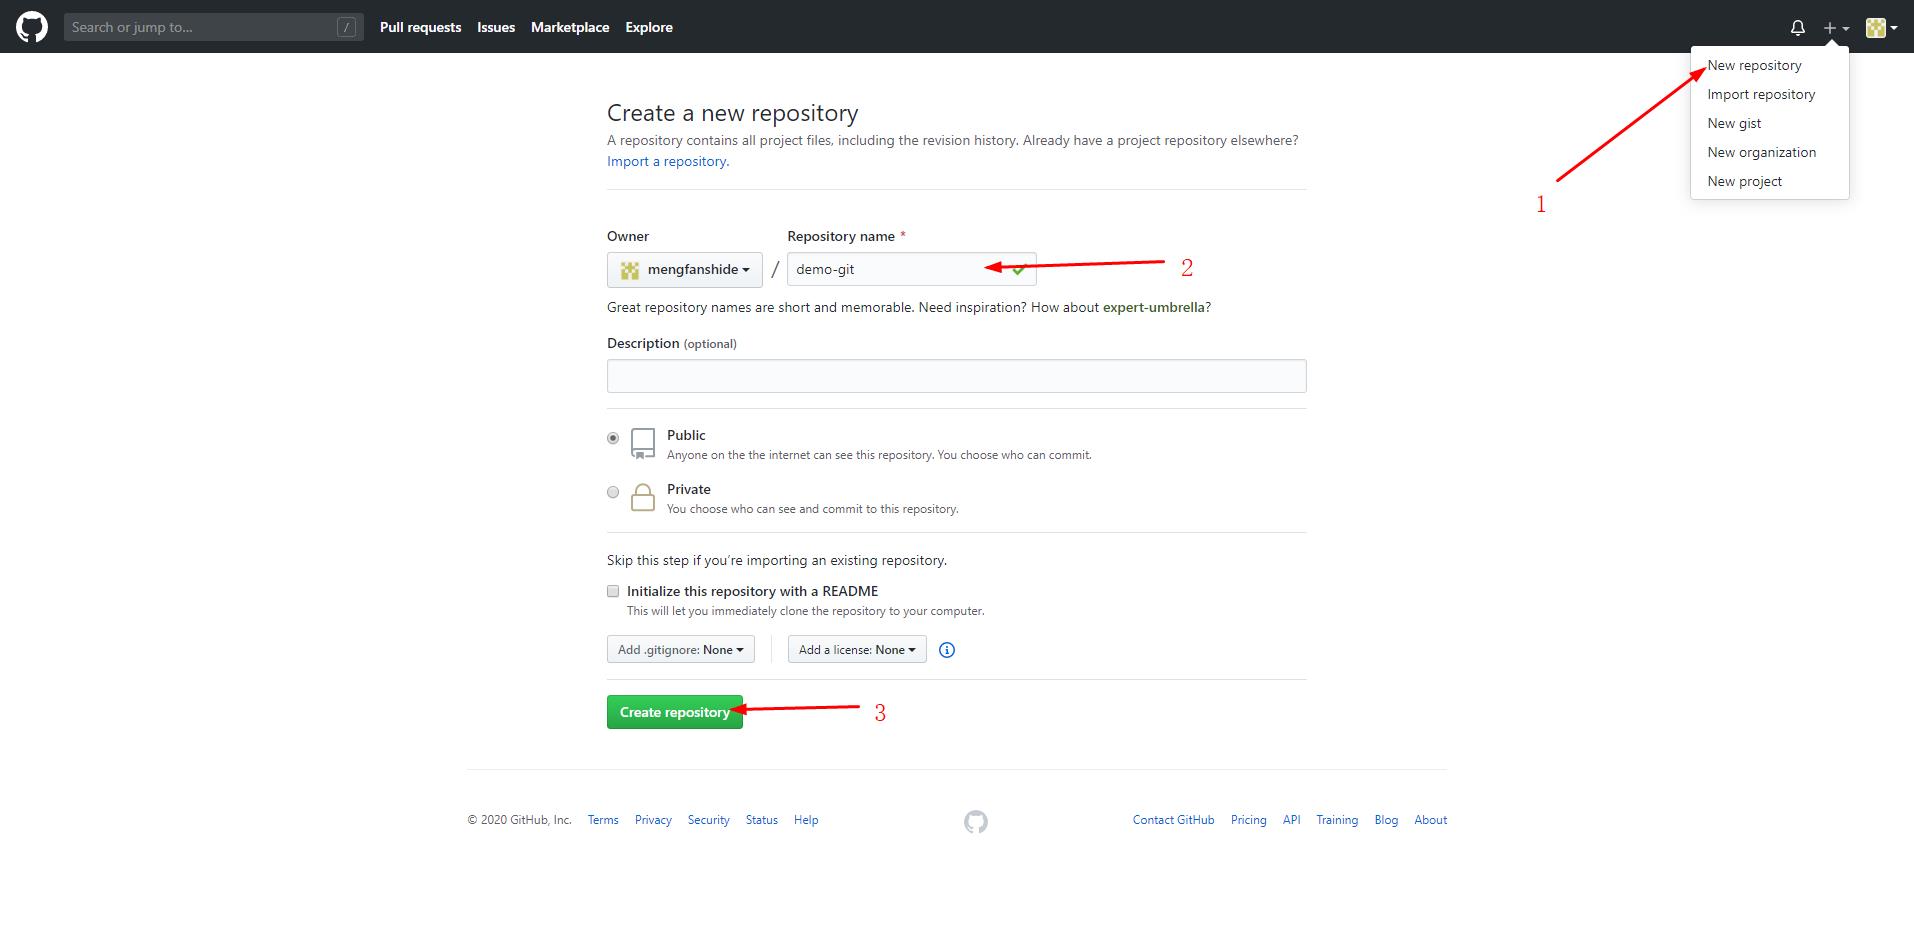 Search or jump to... / Pull requests Issues Marketplace Explore
New repository
Import repository
New gist
New organization
New project
1
Create a new repository
A repository contains all project files, including the revision history. Already have a project repository elsewhere?
Import a repository.
Owner Repository name *
mengfanshide / demo-git 2
Great repository names are short and memorable. Need inspiration? How about expert-umbrella?
Description (optional)
Public
Anyone on the the internet can see this repository. You choose who can commit.
Private
You choose who can see and commit to this repository.
Skip this step if you’re importing an existing repository.
Initialize this repository with a README
This will let you immediately clone the repository to your computer.
Add .gitignore: None Add a license: None
Create repository 3
© 2020 GitHub, Inc. Terms Privacy Security Status Help Contact GitHub Pricing API Training Blog About